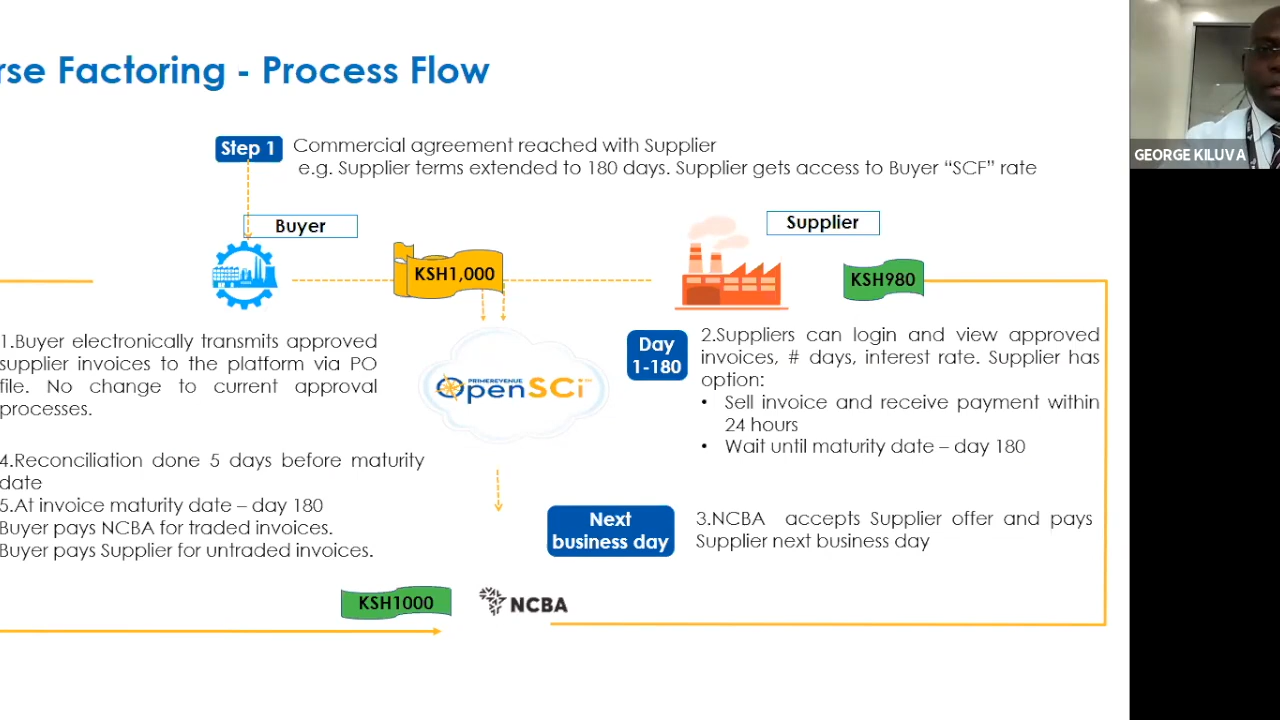 rse Factoring - Process Flow
GEORGE KILUVA
Step 1
Commercial agreement reached with Supplier
e.g. Supplier terms extended to 180 days. Supplier gets access to Buyer “SCF” rate
Buyer
Supplier
KSH1,000
KSH980
1.Buyer electronically transmits approved
supplier invoices to the platform via PO
file. No change to current approval
processes.
PRIMEREVENUE
OpenSCi™
Day
1-180
2.Suppliers can login and view approved
invoices, # days, interest rate. Supplier has
option:
• Sell invoice and receive payment within
24 hours
• Wait until maturity date – day 180
4.Reconciliation done 5 days before maturity
date
5.At invoice maturity date – day 180
Buyer pays NCBA for traded invoices.
Buyer pays Supplier for untraded invoices.
Next
business day
3.NCBA accepts Supplier offer and pays
Supplier next business day
KSH1000
NCBA